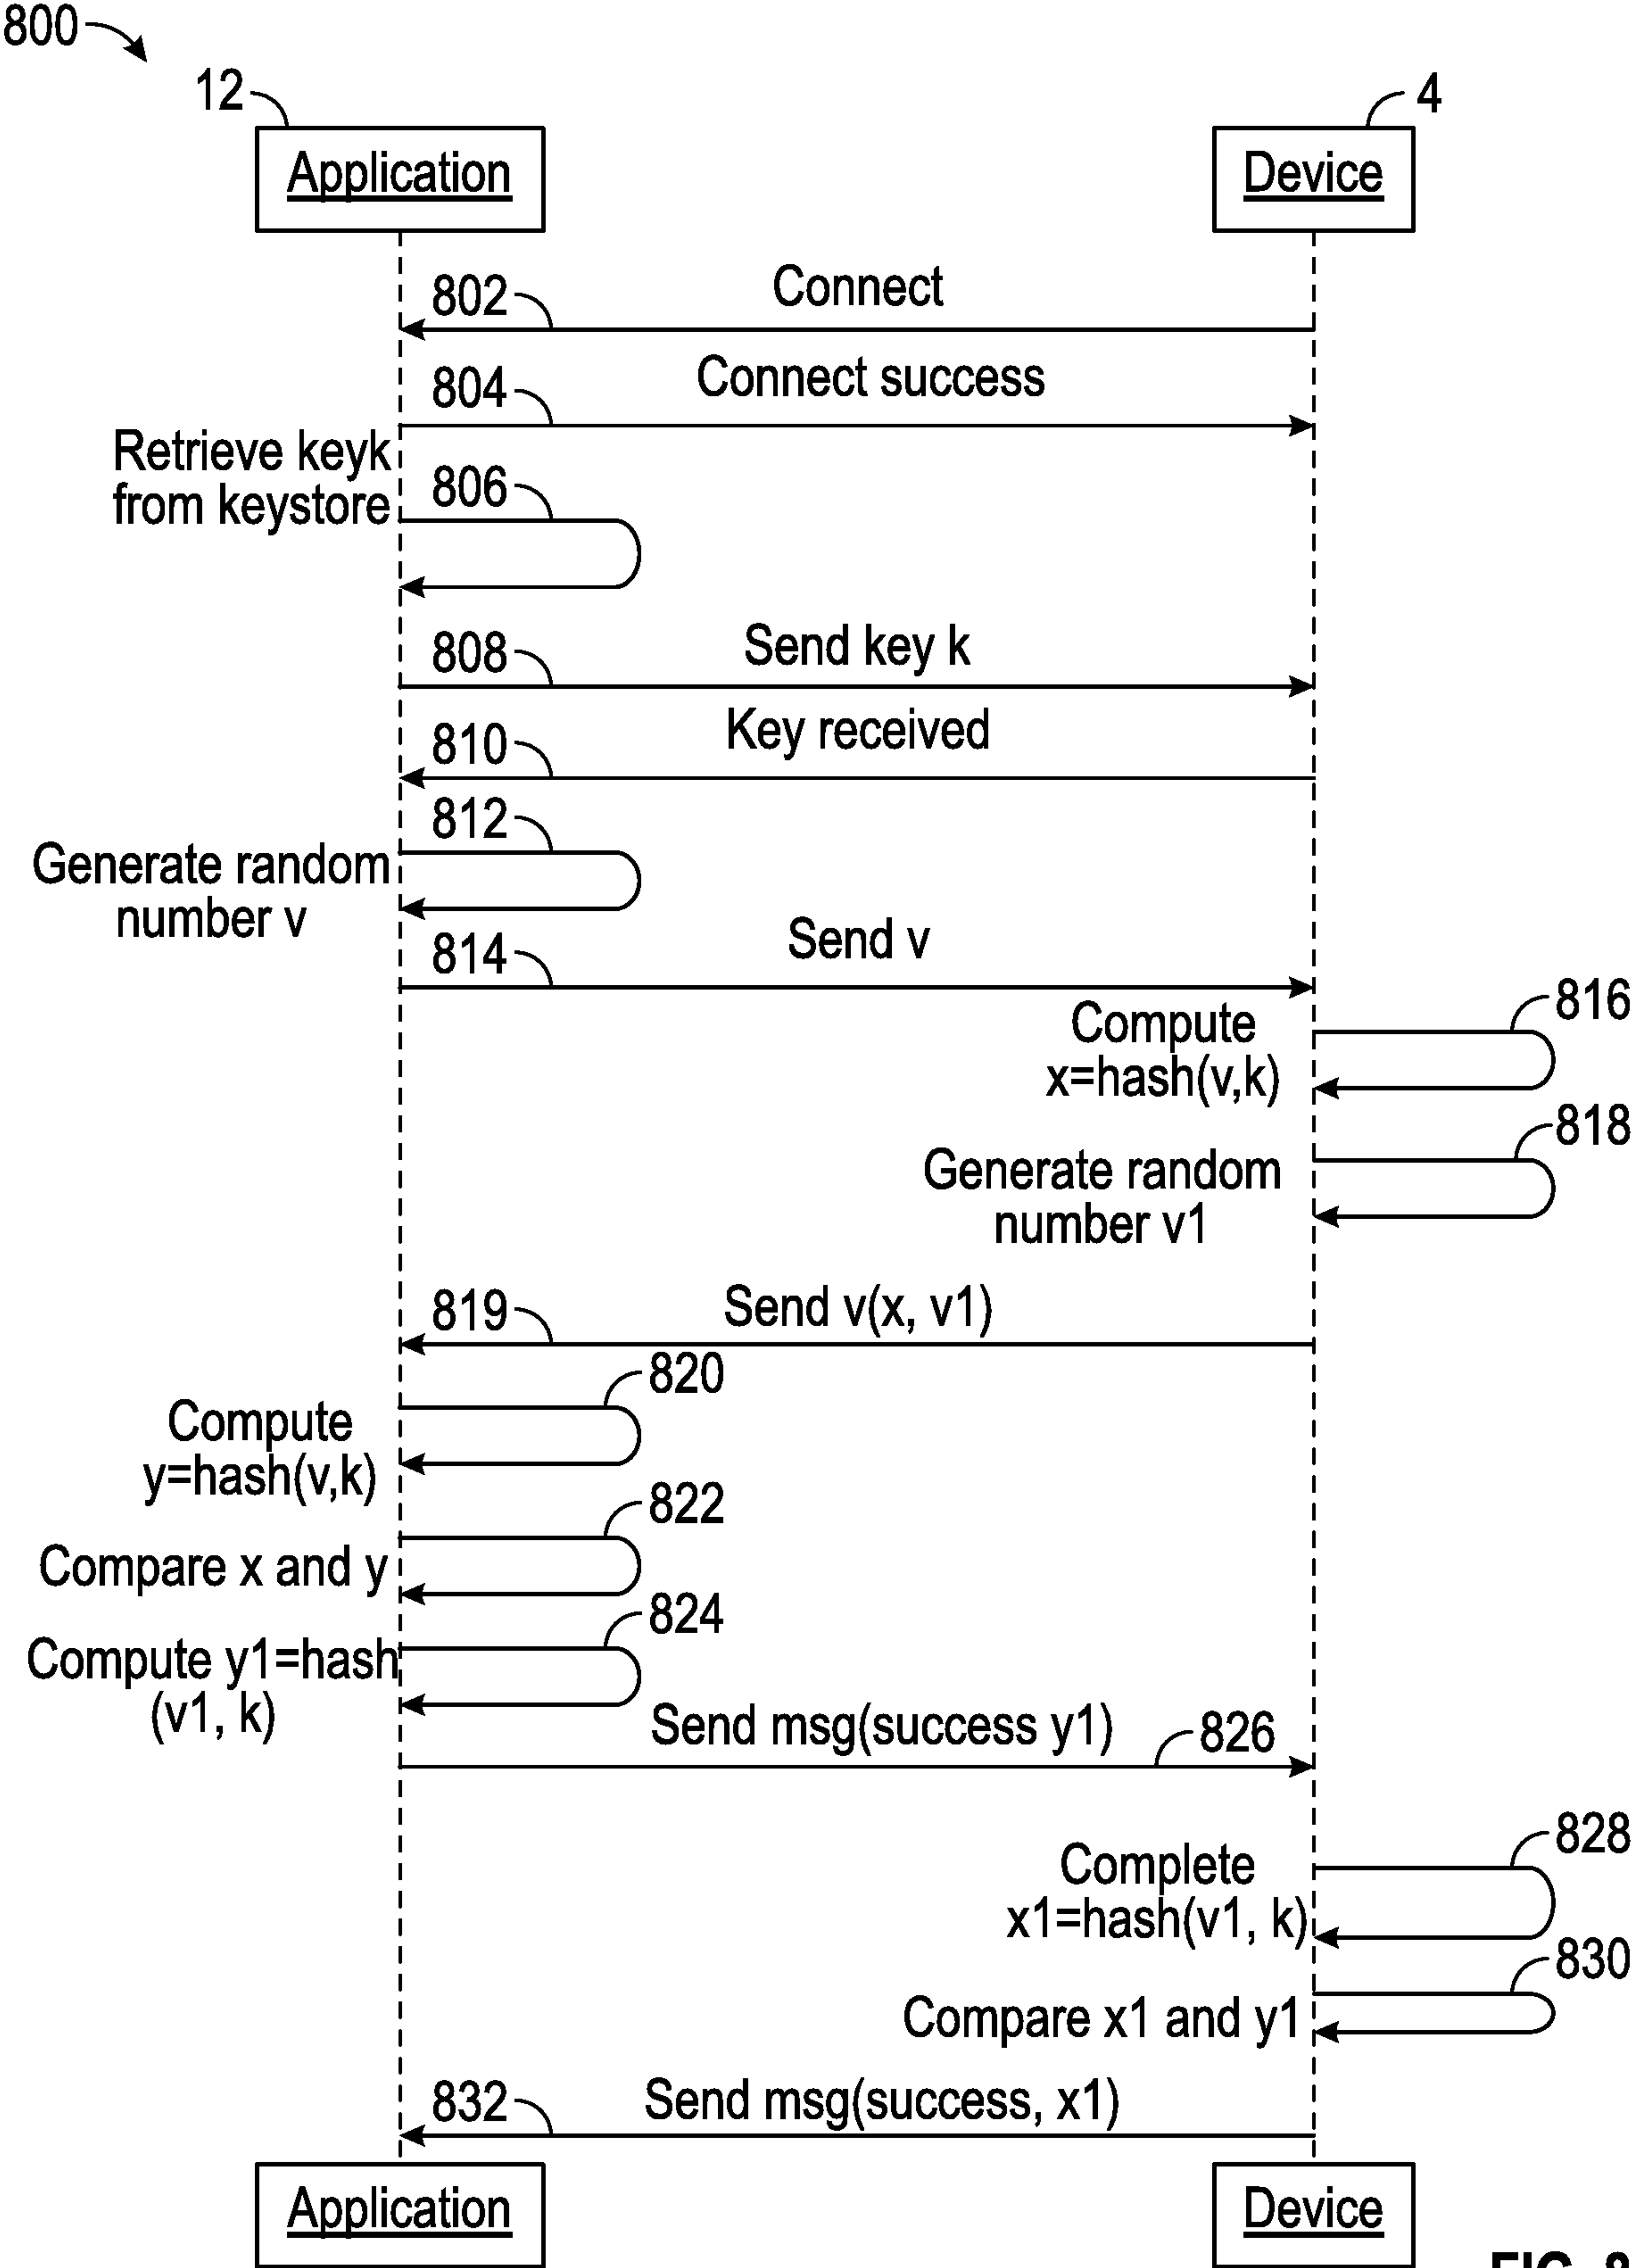 800
12
4
Application
Device
802
Connect
804
Connect success
Retrieve keyk
from keystore
806
808
Send key k
810
Key received
812
Generate random
number v
814
Send v
816
Compute
x=hash(v,k)
818
Generate random
number v1
819
Send v(x, v1)
820
Compute
y=hash(v,k)
822
Compare x and y
824
Compute y1=hash
(v1, k)
Send msg(success y1)
826
828
Complete
x1=hash(v1, k)
830
Compare x1 and y1
832
Send msg(success, x1)
Application
Device
FIG. 8